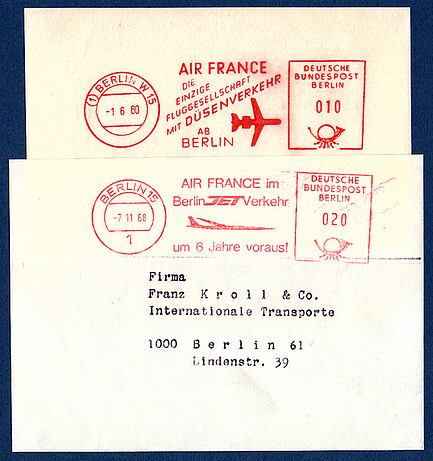 (1) BERLIN W 15
-1 6 60
AIR FRANCE
DIE
EINZIGE
FLUGGESELLSCHAFT
MIT DÜSENVERKEHR
AB
BERLIN
DEUTSCHE
BUNDESPOST
BERLIN
010
BERLIN 15
-7 11 68
1
AIR FRANCE im
Berlin JET Verkehr
um 6 Jahre voraus!
DEUTSCHE
BUNDESPOST
BERLIN
020
Firma
Franz K r o l l & Co.
Internationale Transporte
1000 B e r l i n 61
Lindenstr. 39